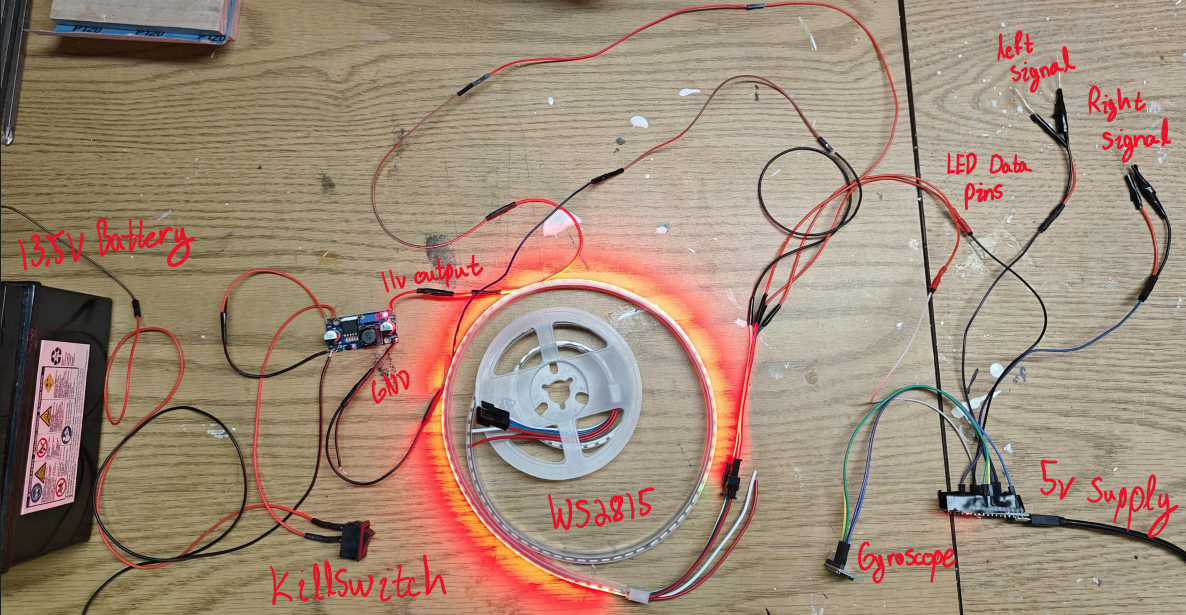 left
signal
Right
signal
LED Data
pins
13,5V Battery
11v output
GND
WS2815
5v supply
Gyroscope
Killswitch